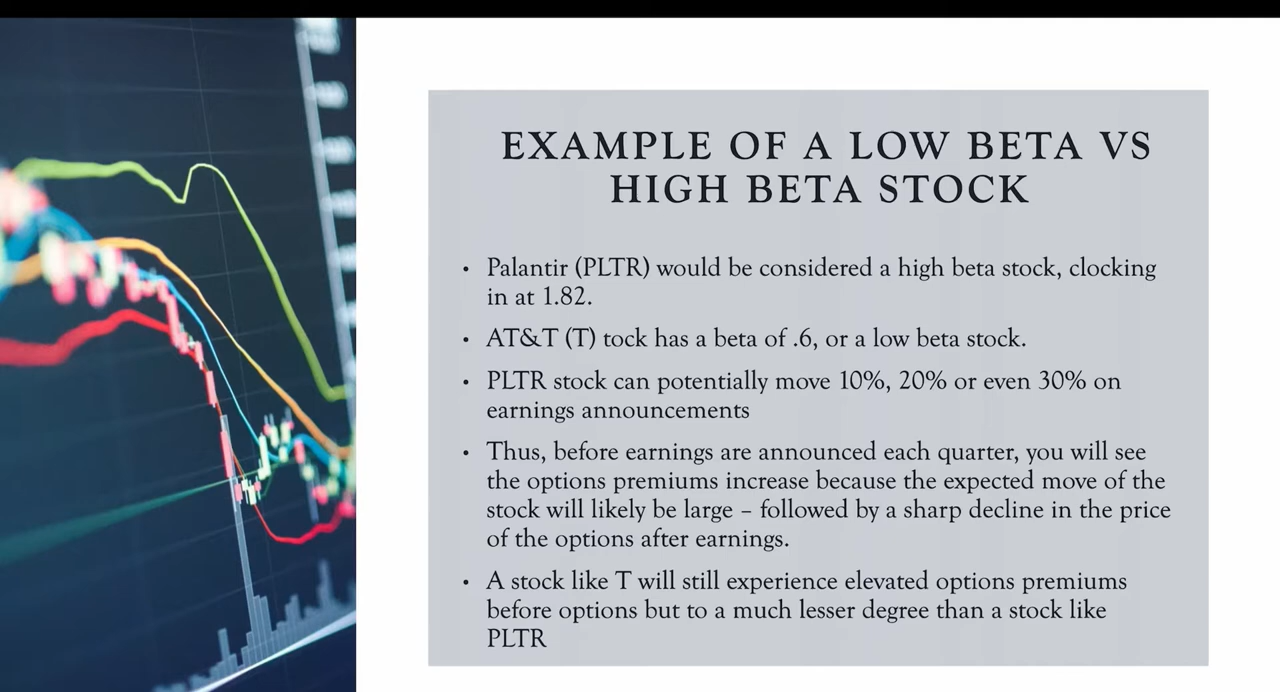 EXAMPLE OF A LOW BETA VS
HIGH BETA STOCK
• Palantir (PLTR) would be considered a high beta stock, clocking
in at 1.82.
• AT&T (T) tock has a beta of .6, or a low beta stock.
• PLTR stock can potentially move 10%, 20% or even 30% on
earnings announcements
• Thus, before earnings are announced each quarter, you will see
the options premiums increase because the expected move of the
stock will likely be large – followed by a sharp decline in the price
of the options after earnings.
• A stock like T will still experience elevated options premiums
before options but to a much lesser degree than a stock like
PLTR